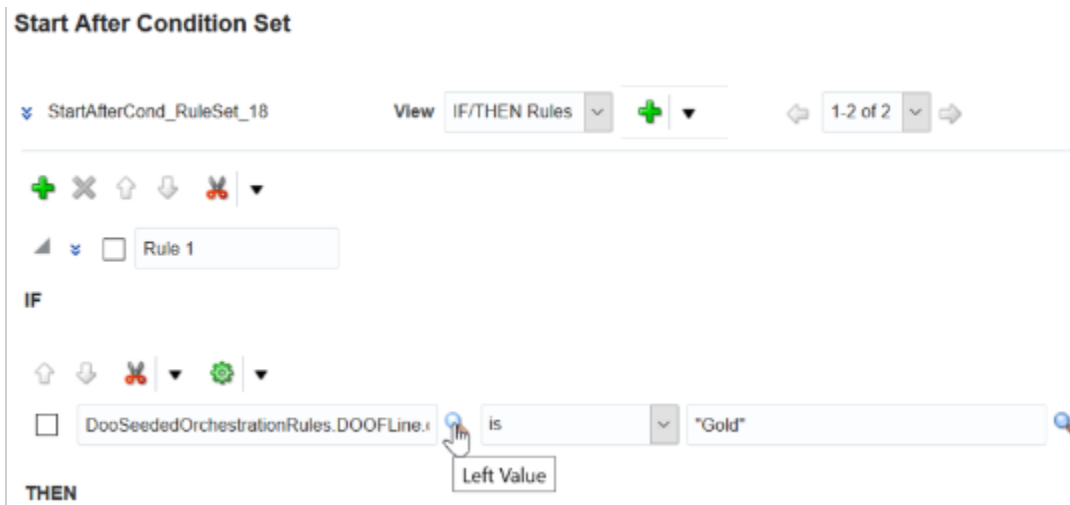 Start After Condition Set
StartAfterCond_RuleSet_18 View IF/THEN Rules 1-2 of 2
Rule 1
IF
DooSeededOrchestrationRules.DOOFLine. is "Gold"
Left Value
THEN